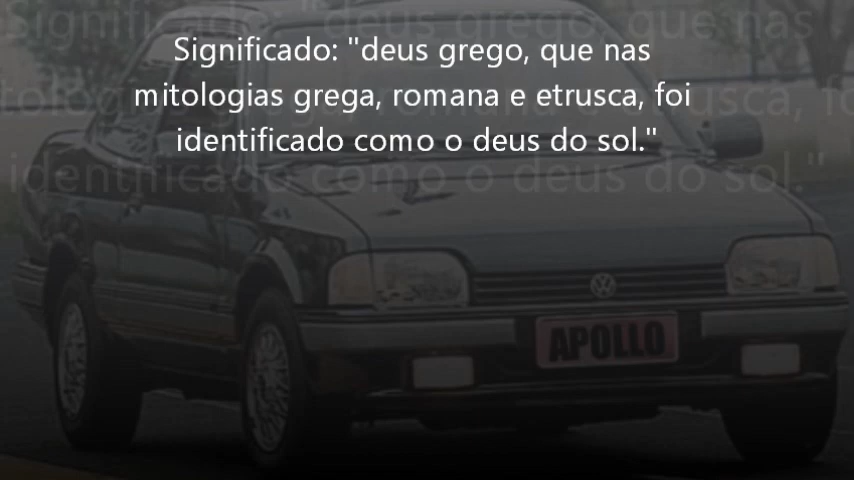 Significado: "deus grego, que nas
mitologias grega, romana e etrusca, foi
identificado como o deus do sol."
APOLLO